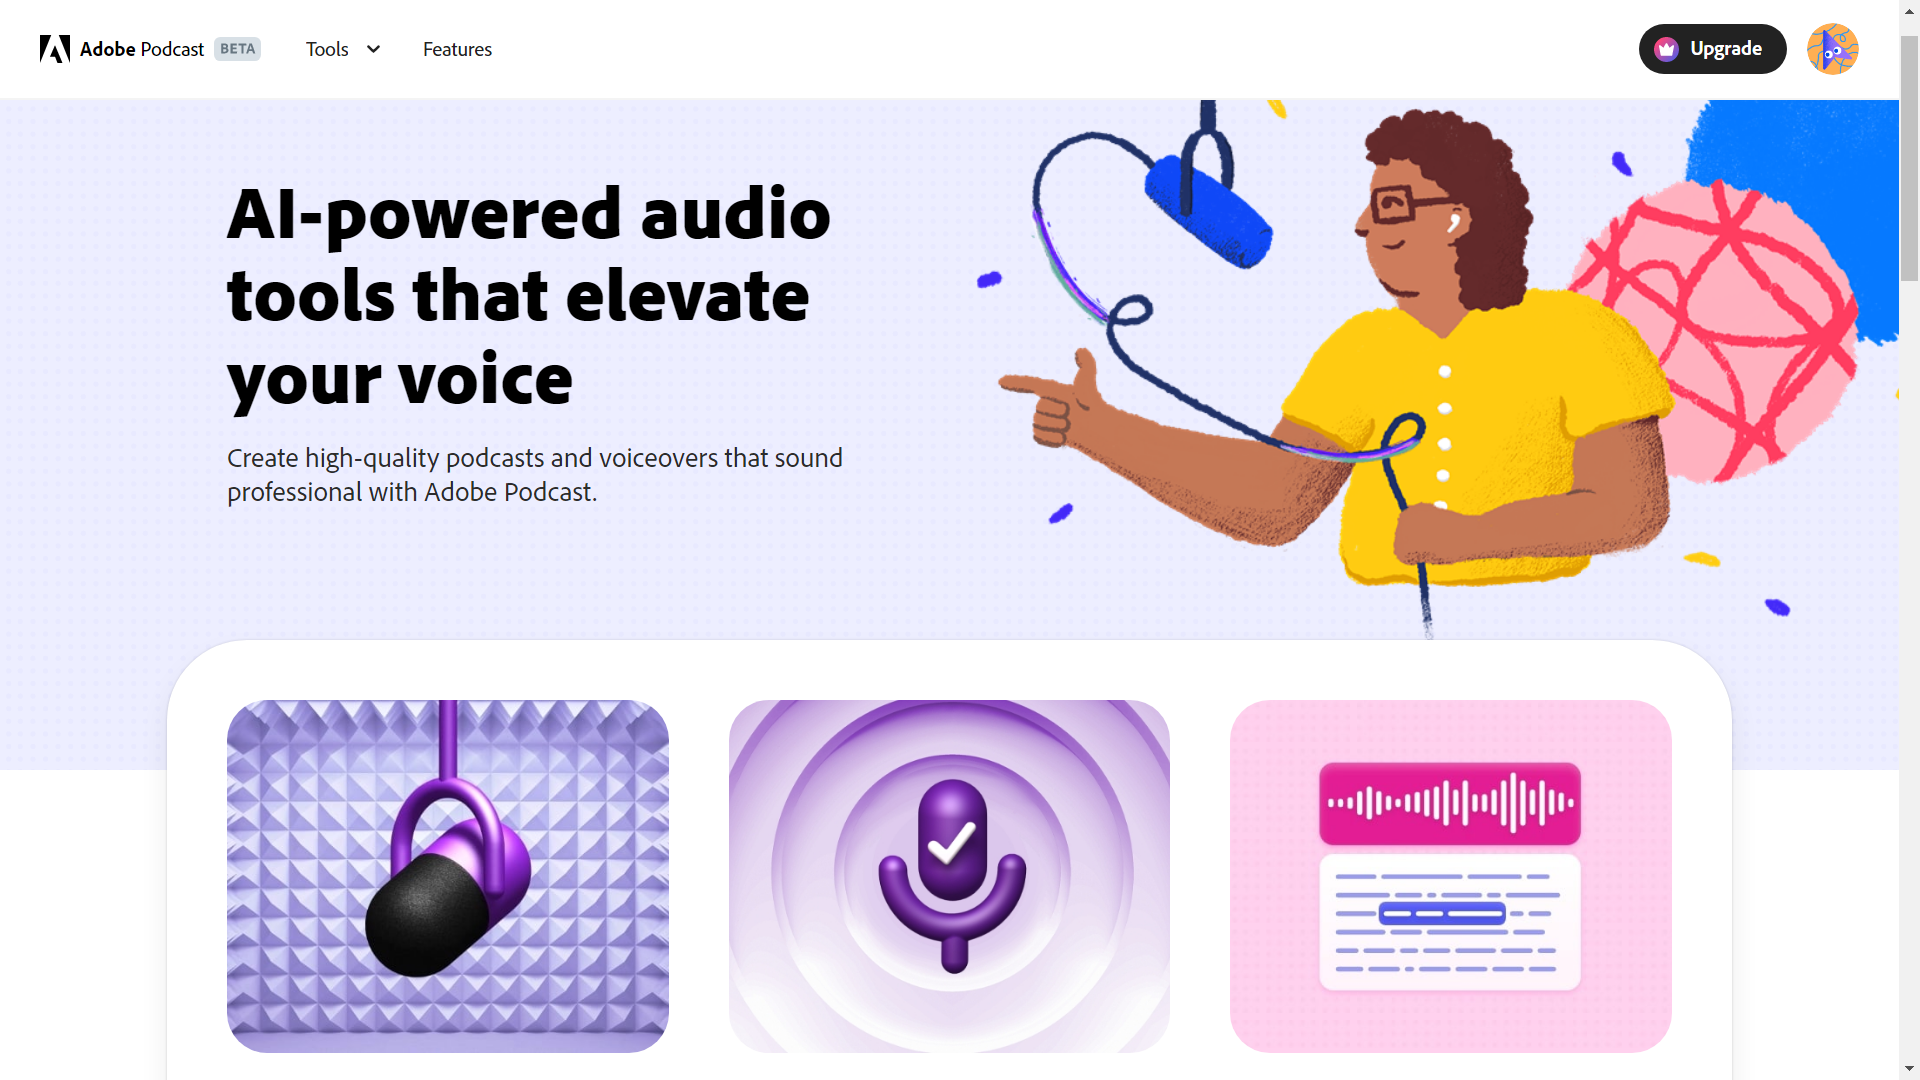 Adobe Podcast BETA Tools Features Upgrade
AI-powered audio
tools that elevate
your voice
Create high-quality podcasts and voiceovers that sound
professional with Adobe Podcast.